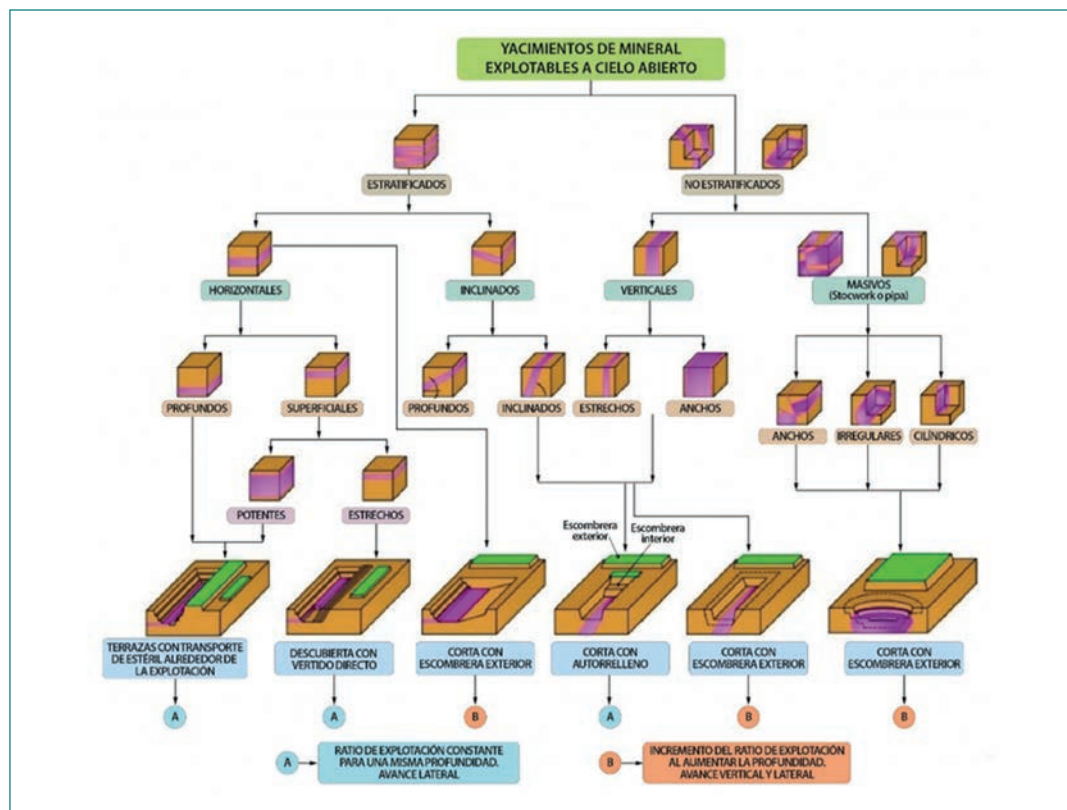 YACIMIENTOS DE MINERAL
EXPLOTABLES A CIELO ABIERTO
ESTRATIFICADOS
NO ESTRATIFICADOS
HORIZONTALES
INCLINADOS
VERTICALES
MASIVOS
(Stocwork o pipa)
PROFUNDOS
SUPERFICIALES
PROFUNDOS
INCLINADOS
ESTRECHOS
ANCHOS
ANCHOS
IRREGULARES
CILÍNDRICOS
POTENTES
ESTRECHOS
Escombrera
exterior
Escombrera
interior
TERRAZAS CON TRANSPORTE
DE ESTÉRIL ALREDEDOR DE
LA EXPLOTACIÓN
DESCUBIERTA CON
VERTIDO DIRECTO
CORTA CON
ESCOMBRERA EXTERIOR
CORTA CON
AUTORRELLENO
CORTA CON
ESCOMBRERA EXTERIOR
CORTA CON
ESCOMBRERA EXTERIOR
A
A
B
A
B
B
A
RATIO DE EXPLOTACIÓN CONSTANTE
PARA UNA MISMA PROFUNDIDAD.
AVANCE LATERAL
B
INCREMENTO DEL RATIO DE EXPLOTACIÓN
AL AUMENTAR LA PROFUNDIDAD.
AVANCE VERTICAL Y LATERAL